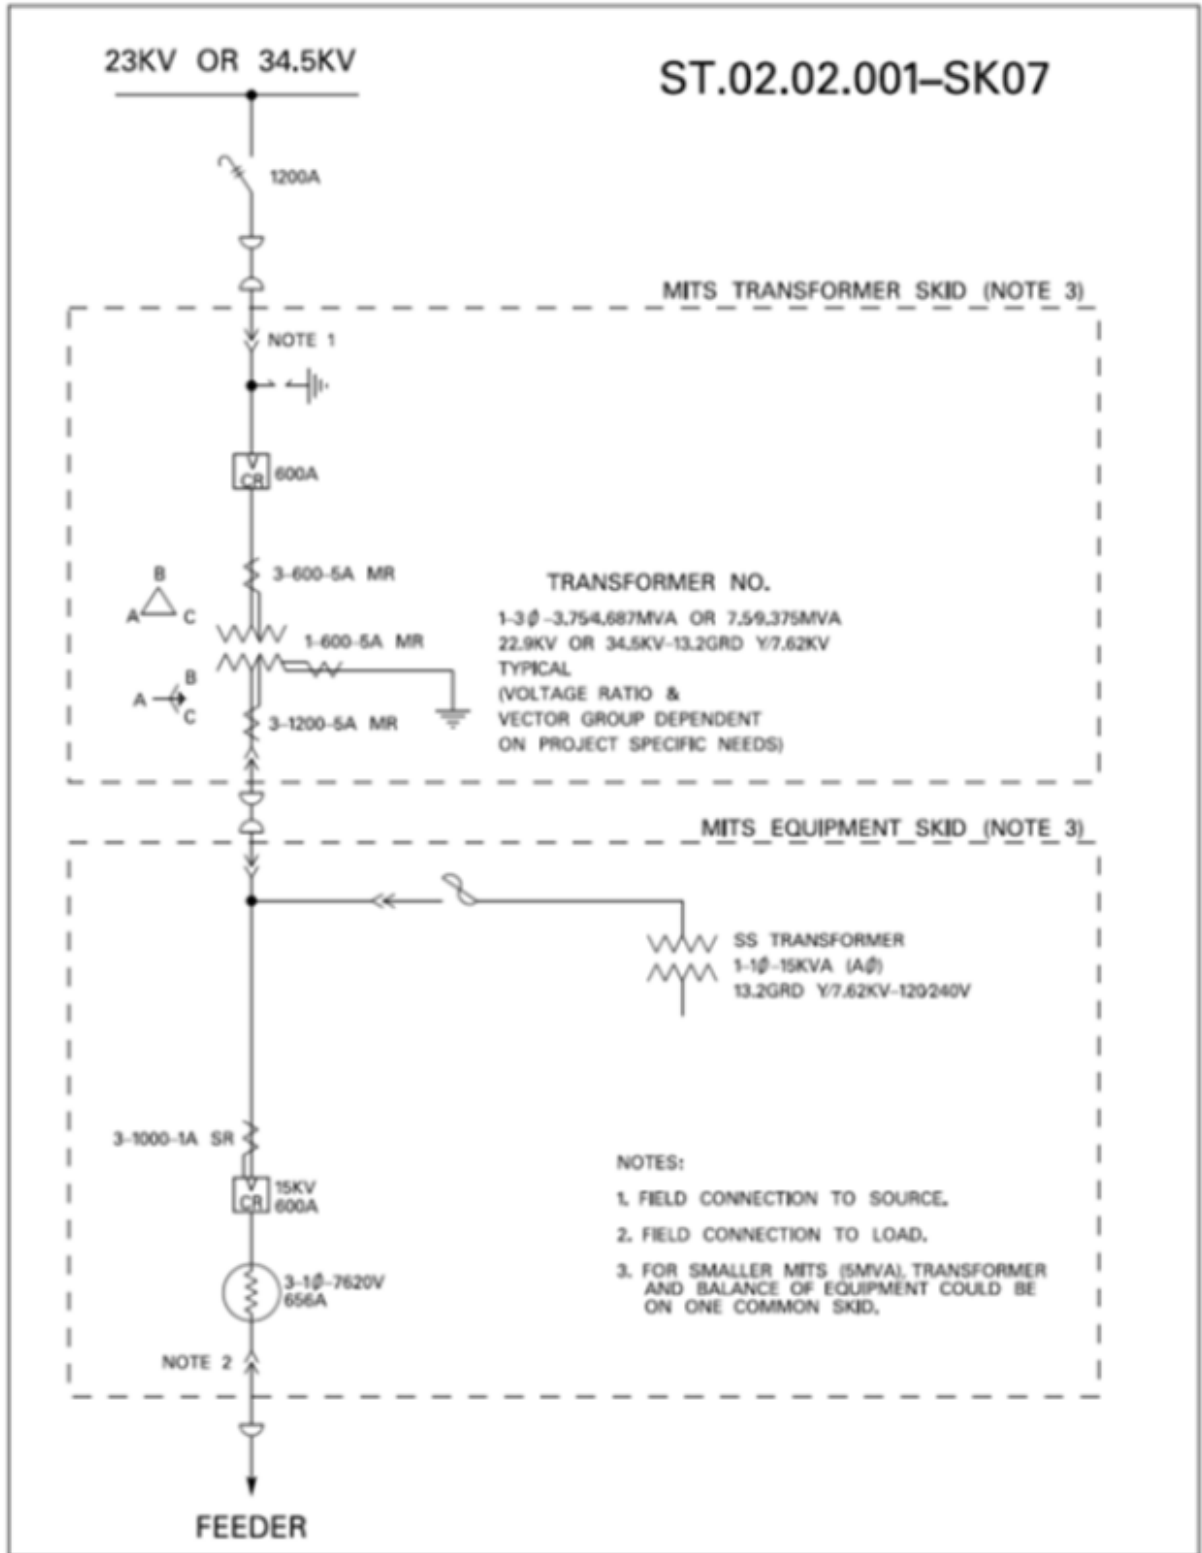 23KV OR 34.5KV
ST.02.02.001-SK07
1200A
MITS TRANSFORMER SKID (NOTE 3)
NOTE 1
CR
600A
3-600-5A MR
B
A
C
1-600-5A MR
TRANSFORMER NO.
1-3Ø-3.75/4.687MVA OR 7.5/9.375MVA
22.9KV OR 34.5KV-13.2GRD Y/7.62KV
TYPICAL
(VOLTAGE RATIO &
VECTOR GROUP DEPENDENT
ON PROJECT SPECIFIC NEEDS)
B
A
C
3-1200-5A MR
MITS EQUIPMENT SKID (NOTE 3)
SS TRANSFORMER
1-1Ø-15KVA (AØ)
13.2GRD Y/7.62KV-120/240V
3-1000-1A SR
15KV
CR
600A
3-1Ø-7620V
656A
NOTE 2
NOTES:
1. FIELD CONNECTION TO SOURCE.
2. FIELD CONNECTION TO LOAD.
3. FOR SMALLER MITS (5MVA), TRANSFORMER
AND BALANCE OF EQUIPMENT COULD BE
ON ONE COMMON SKID.
FEEDER